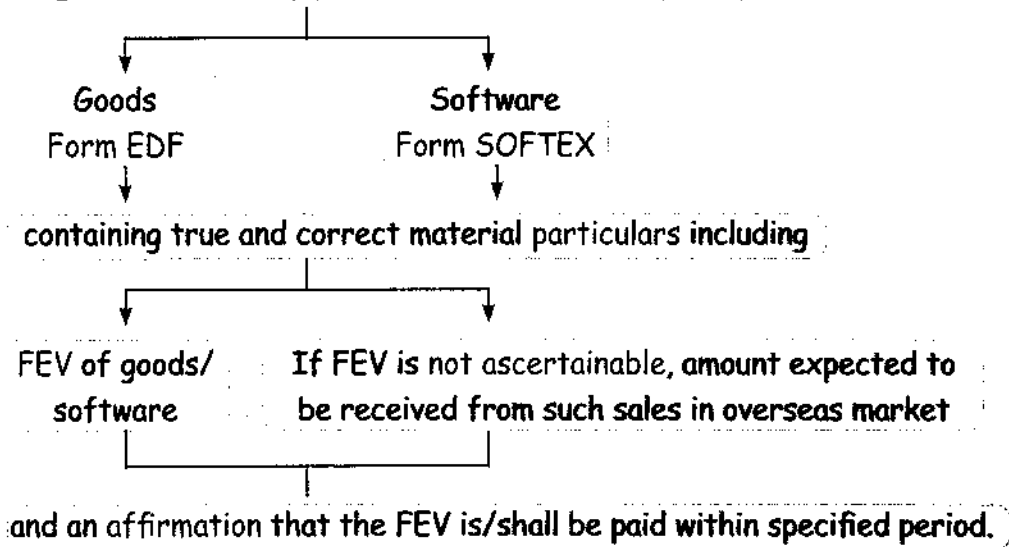 Goods
Software
Form EDF
Form SOFTEX
containing true and correct material particulars including
FEV of goods/
software
If FEV is not ascertainable, amount expected to
be received from such sales in overseas market
and an affirmation that the FEV is/shall be paid within specified period.